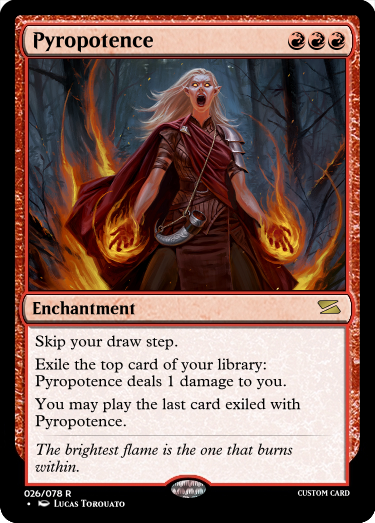 Pyropotence
Enchantment
Skip your draw step.
Exile the top card of your library:
Pyropotence deals 1 damage to you.
You may play the last card exiled with
Pyropotence.
The brightest flame is the one that burns
within.
026/078 R
CUSTOM CARD
• Lucas Torquato